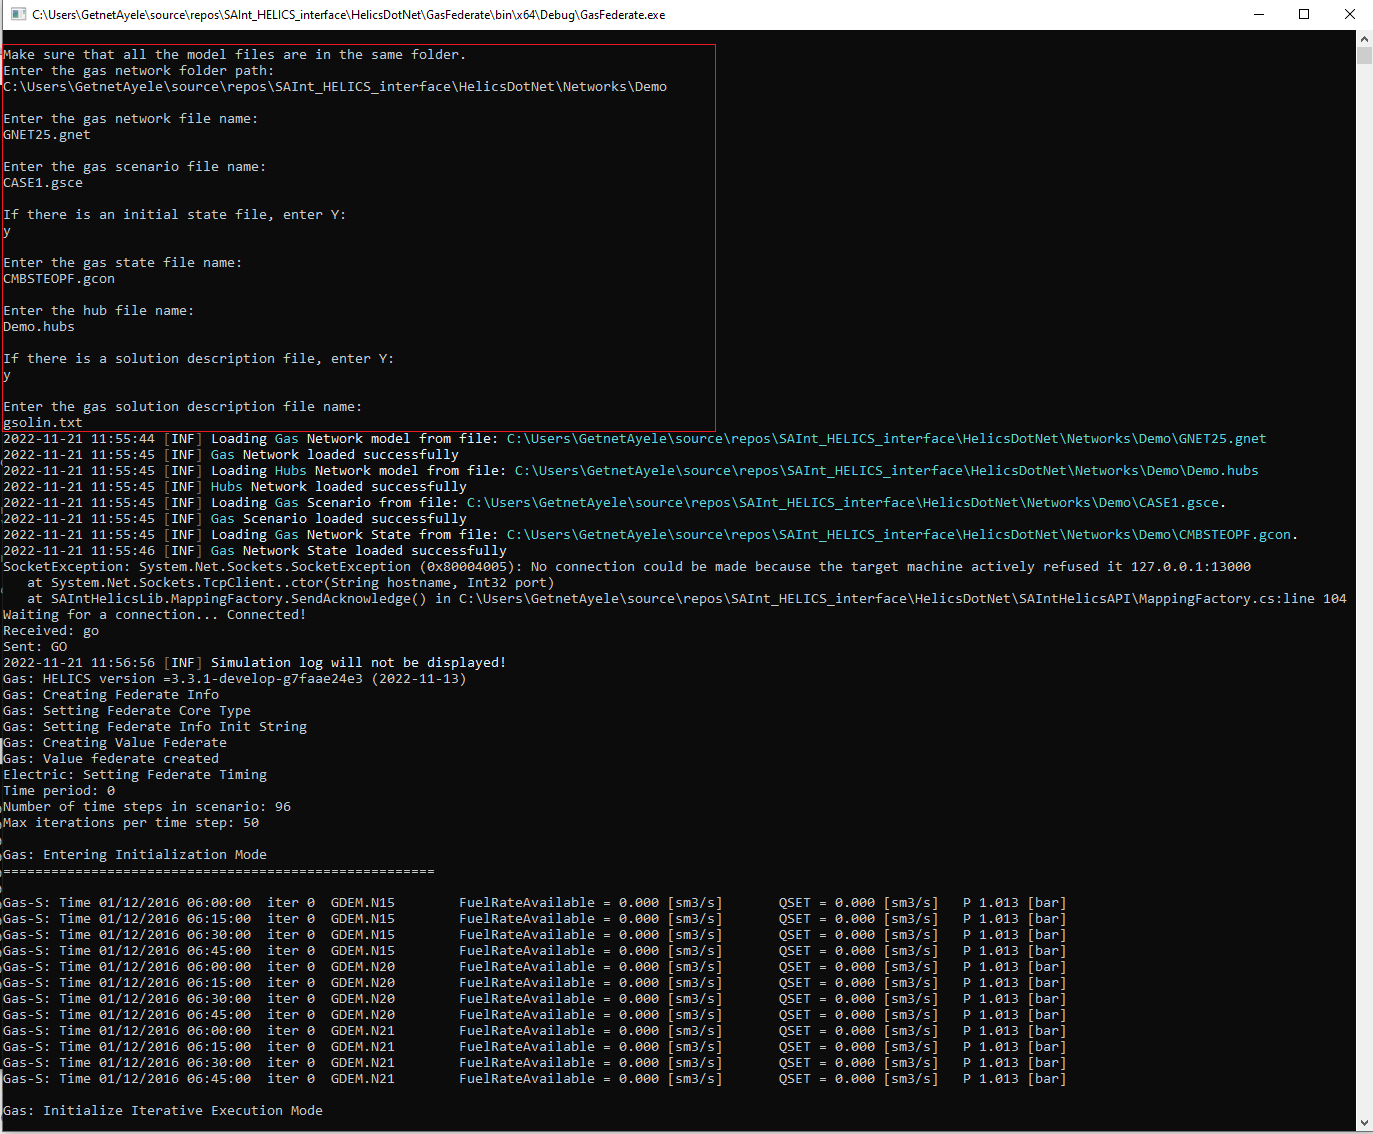 C:\Users\GetnetAyele\source\repos\SAInt_HELICS_interface\HelicsDotNet\GasFederate\bin\x64\Debug\GasFederate.exe
Make sure that all the model files are in the same folder.
Enter the gas network folder path:
C:\Users\GetnetAyele\source\repos\SAInt_HELICS_interface\HelicsDotNet\Networks\Demo
Enter the gas network file name:
GNET25.gnet
Enter the gas scenario file name:
CASE1.gsce
If there is an initial state file, enter Y:
y
Enter the gas state file name:
CMBSTEOPF.gcon
Enter the hub file name:
Demo.hubs
If there is a solution description file, enter Y:
y
Enter the gas solution description file name:
gsolin.txt
2022-11-21 11:55:44 [INF] Loading Gas Network model from file: C:\Users\GetnetAyele\source\repos\SAInt_HELICS_interface\HelicsDotNet\Networks\Demo\GNET25.gnet
2022-11-21 11:55:45 [INF] Gas Network loaded successfully
2022-11-21 11:55:45 [INF] Loading Hubs Network model from file: C:\Users\GetnetAyele\source\repos\SAInt_HELICS_interface\HelicsDotNet\Networks\Demo\Demo.hubs
2022-11-21 11:55:45 [INF] Hubs Network loaded successfully
2022-11-21 11:55:45 [INF] Loading Gas Scenario from file: C:\Users\GetnetAyele\source\repos\SAInt_HELICS_interface\HelicsDotNet\Networks\Demo\CASE1.gsce.
2022-11-21 11:55:45 [INF] Gas Scenario loaded successfully
2022-11-21 11:55:45 [INF] Loading Gas Network State from file: C:\Users\GetnetAyele\source\repos\SAInt_HELICS_interface\HelicsDotNet\Networks\Demo\CMBSTEOPF.gcon.
2022-11-21 11:55:46 [INF] Gas Network State loaded successfully
SocketException: System.Net.Sockets.SocketException (0x80004005): No connection could be made because the target machine actively refused it 127.0.0.1:13000
at System.Net.Sockets.TcpClient..ctor(String hostname, Int32 port)
at SAIntHelicsLib.MappingFactory.SendAcknowledge() in C:\Users\GetnetAyele\source\repos\SAInt_HELICS_interface\HelicsDotNet\SAIntHelicsAPI\MappingFactory.cs:line 104
Waiting for a connection... Connected!
Received: go
Sent: GO
2022-11-21 11:56:56 [INF] Simulation log will not be displayed!
Gas: HELICS version =3.3.1-develop-g7faae24e3 (2022-11-13)
Gas: Creating Federate Info
Gas: Setting Federate Core Type
Gas: Setting Federate Info Init String
Gas: Creating Value Federate
Gas: Value federate created
Electric: Setting Federate Timing
Time period: 0
Number of time steps in scenario: 96
Max iterations per time step: 50
Gas: Entering Initialization Mode
======================================================
Gas-S: Time 01/12/2016 06:00:00  iter 0  GDEM.N15        FuelRateAvailable = 0.000 [sm3/s]       QSET = 0.000 [sm3/s]   P 1.013 [bar]
Gas-S: Time 01/12/2016 06:15:00  iter 0  GDEM.N15        FuelRateAvailable = 0.000 [sm3/s]       QSET = 0.000 [sm3/s]   P 1.013 [bar]
Gas-S: Time 01/12/2016 06:30:00  iter 0  GDEM.N15        FuelRateAvailable = 0.000 [sm3/s]       QSET = 0.000 [sm3/s]   P 1.013 [bar]
Gas-S: Time 01/12/2016 06:45:00  iter 0  GDEM.N15        FuelRateAvailable = 0.000 [sm3/s]       QSET = 0.000 [sm3/s]   P 1.013 [bar]
Gas-S: Time 01/12/2016 06:00:00  iter 0  GDEM.N20        FuelRateAvailable = 0.000 [sm3/s]       QSET = 0.000 [sm3/s]   P 1.013 [bar]
Gas-S: Time 01/12/2016 06:15:00  iter 0  GDEM.N20        FuelRateAvailable = 0.000 [sm3/s]       QSET = 0.000 [sm3/s]   P 1.013 [bar]
Gas-S: Time 01/12/2016 06:30:00  iter 0  GDEM.N20        FuelRateAvailable = 0.000 [sm3/s]       QSET = 0.000 [sm3/s]   P 1.013 [bar]
Gas-S: Time 01/12/2016 06:45:00  iter 0  GDEM.N20        FuelRateAvailable = 0.000 [sm3/s]       QSET = 0.000 [sm3/s]   P 1.013 [bar]
Gas-S: Time 01/12/2016 06:00:00  iter 0  GDEM.N21        FuelRateAvailable = 0.000 [sm3/s]       QSET = 0.000 [sm3/s]   P 1.013 [bar]
Gas-S: Time 01/12/2016 06:15:00  iter 0  GDEM.N21        FuelRateAvailable = 0.000 [sm3/s]       QSET = 0.000 [sm3/s]   P 1.013 [bar]
Gas-S: Time 01/12/2016 06:30:00  iter 0  GDEM.N21        FuelRateAvailable = 0.000 [sm3/s]       QSET = 0.000 [sm3/s]   P 1.013 [bar]
Gas-S: Time 01/12/2016 06:45:00  iter 0  GDEM.N21        FuelRateAvailable = 0.000 [sm3/s]       QSET = 0.000 [sm3/s]   P 1.013 [bar]
Gas: Initialize Iterative Execution Mode